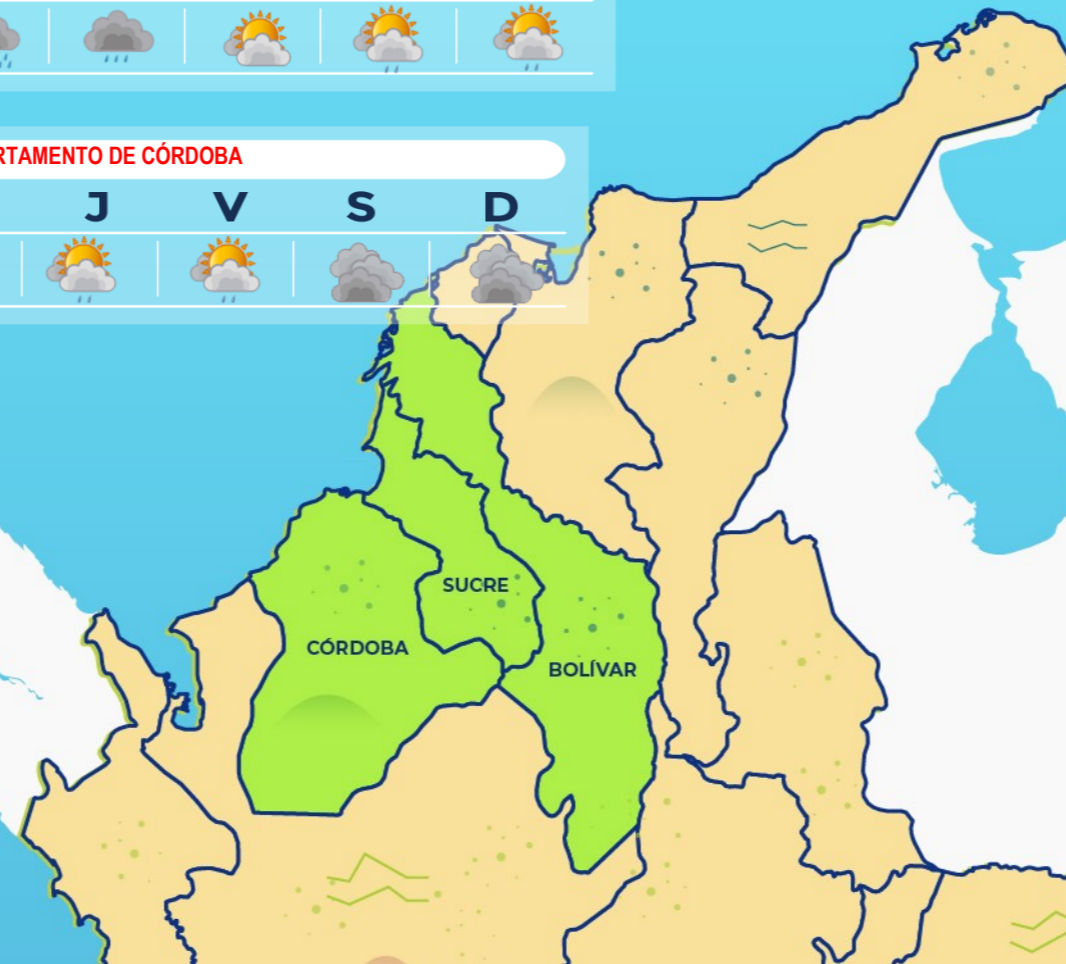 RTAMENTO DE CÓRDOBA
J V S D
SUCRE
CÓRDOBA
BOLÍVAR